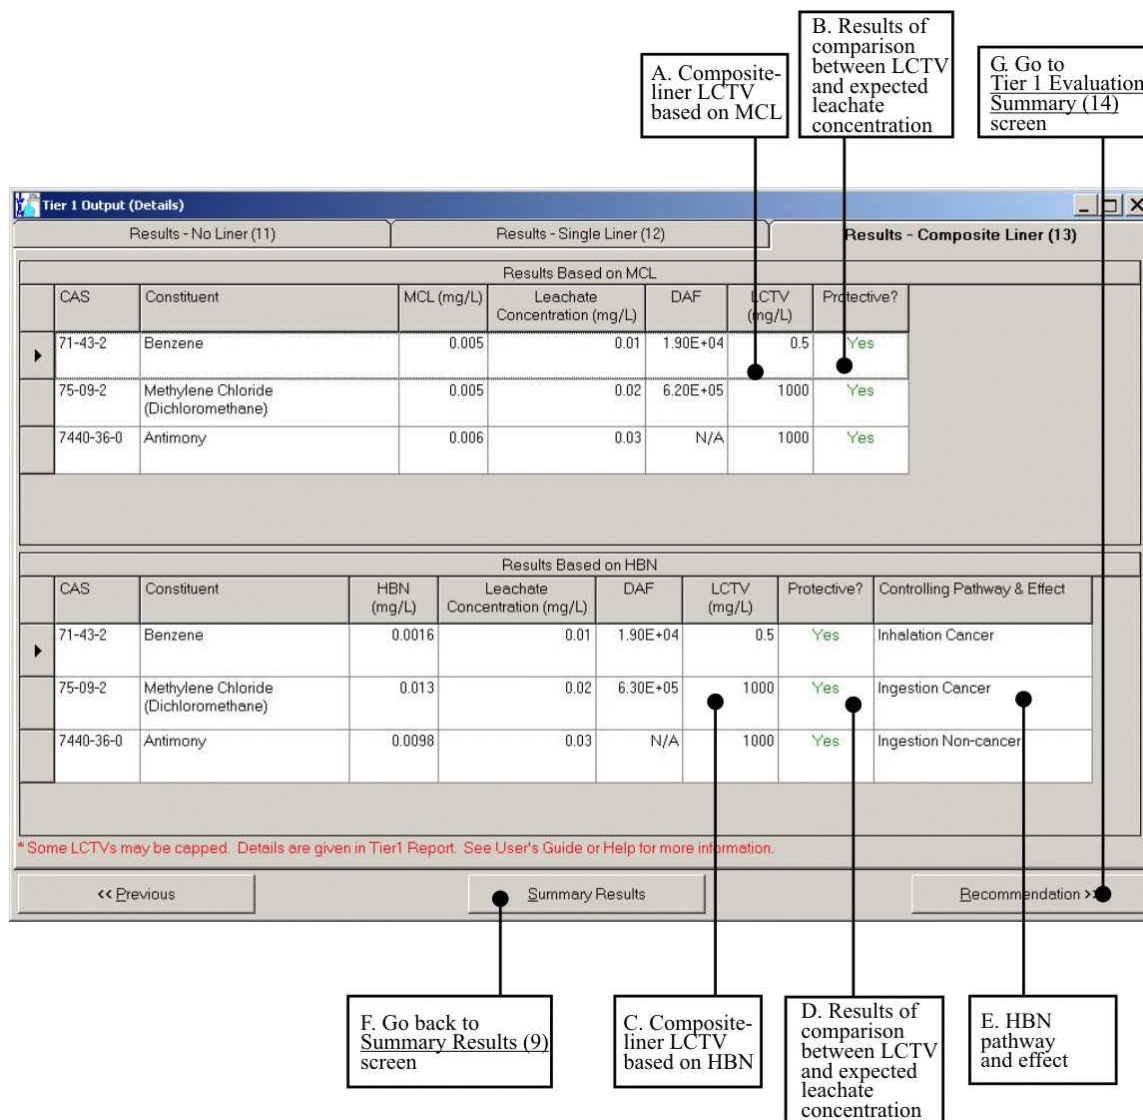 B. Results of
comparison
between LCTV
and expected
leachate
concentration
A. Composite-
liner LCTV
based on MCL
G. Go to
Tier 1 Evaluation
Summary (14)
screen
Tier 1 Output (Details)
Results - No Liner (11) Results - Single Liner (12) Results - Composite Liner (13)
Results Based on MCL
CAS Constituent MCL (mg/L) Leachate Concentration (mg/L) DAF LCTV (mg/L) Protective?
71-43-2 Benzene 0.005 0.01 1.90E+04 0.5 Yes
75-09-2 Methylene Chloride (Dichloromethane) 0.005 0.02 6.20E+05 1000 Yes
7440-36-0 Antimony 0.006 0.03 N/A 1000 Yes
Results Based on HBN
CAS Constituent HBN (mg/L) Leachate Concentration (mg/L) DAF LCTV (mg/L) Protective? Controlling Pathway & Effect
71-43-2 Benzene 0.0016 0.01 1.90E+04 0.5 Yes Inhalation Cancer
75-09-2 Methylene Chloride (Dichloromethane) 0.013 0.02 6.30E+05 1000 Yes Ingestion Cancer
7440-36-0 Antimony 0.0098 0.03 N/A 1000 Yes Ingestion Non-cancer
* Some LCTVs may be capped. Details are given in Tier1 Report. See User's Guide or Help for more information.
<< Previous Summary Results Recommendation >>
F. Go back to
Summary Results (9)
screen
C. Composite-
liner LCTV
based on HBN
D. Results of
comparison
between LCTV
and expected
leachate
concentration
E. HBN
pathway
and effect